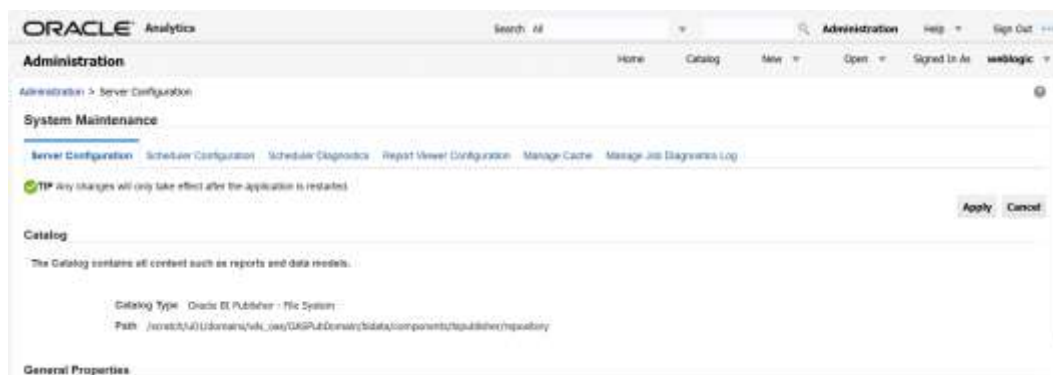 ORACLE Analytics Search All Administration Help Sign Out
Administration Home Catalog New Open Signed In As weblogic
Administration > Server Configuration
System Maintenance
Server Configuration Scheduler Configuration Scheduler Diagnostics Report Viewer Configuration Manage Cache Manage Job Diagnostics Log
TIP Any changes will only take effect after the application is restarted.
Apply Cancel
Catalog
The Catalog contains all content such as reports and data models.
Catalog Type Oracle BI Publisher - File System
Path
General Properties